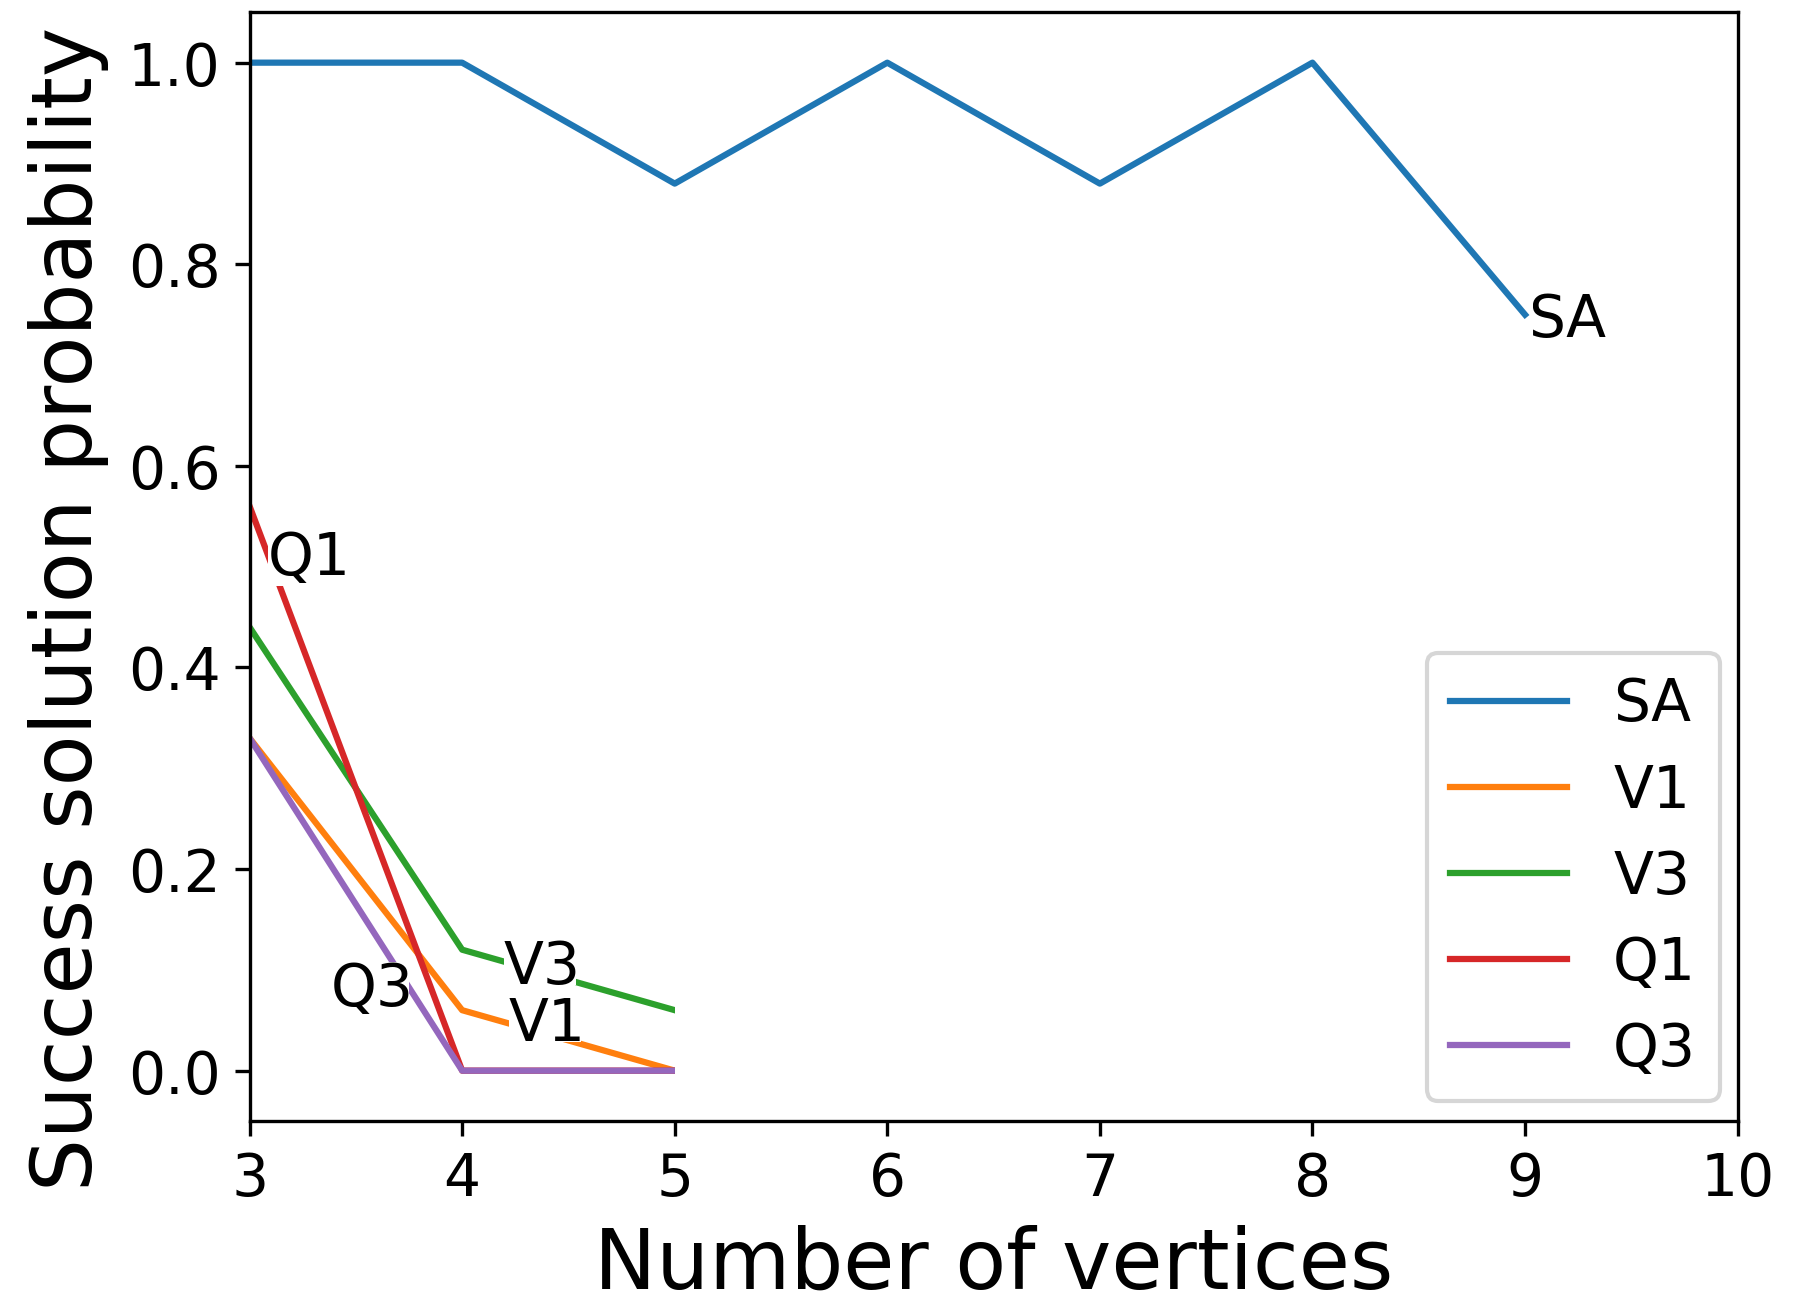 Success solution probability
1.0
0.8
0.6
0.4
0.2
0.0
SA
Q1
V3
Q3
V1
SA
V1
V3
Q1
Q3
3 4 5 6 7 8 9 10
Number of vertices